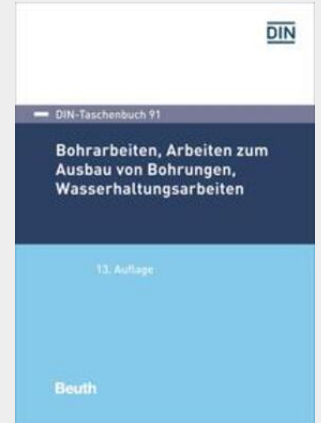 DIN
DIN-Taschenbuch 91
Bohrarbeiten, Arbeiten zum
Ausbau von Bohrungen,
Wasserhaltungsarbeiten
13. Auflage
Beuth